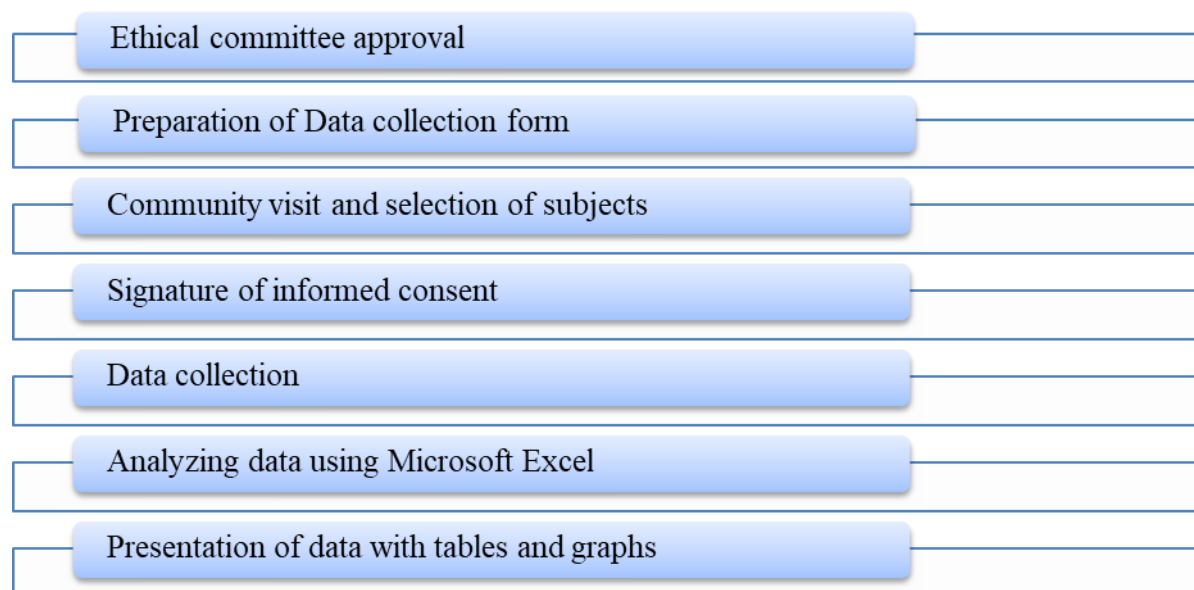 Ethical committee approval
Preparation of Data collection form
Community visit and selection of subjects
Signature of informed consent
Data collection
Analyzing data using Microsoft Excel
Presentation of data with tables and graphs